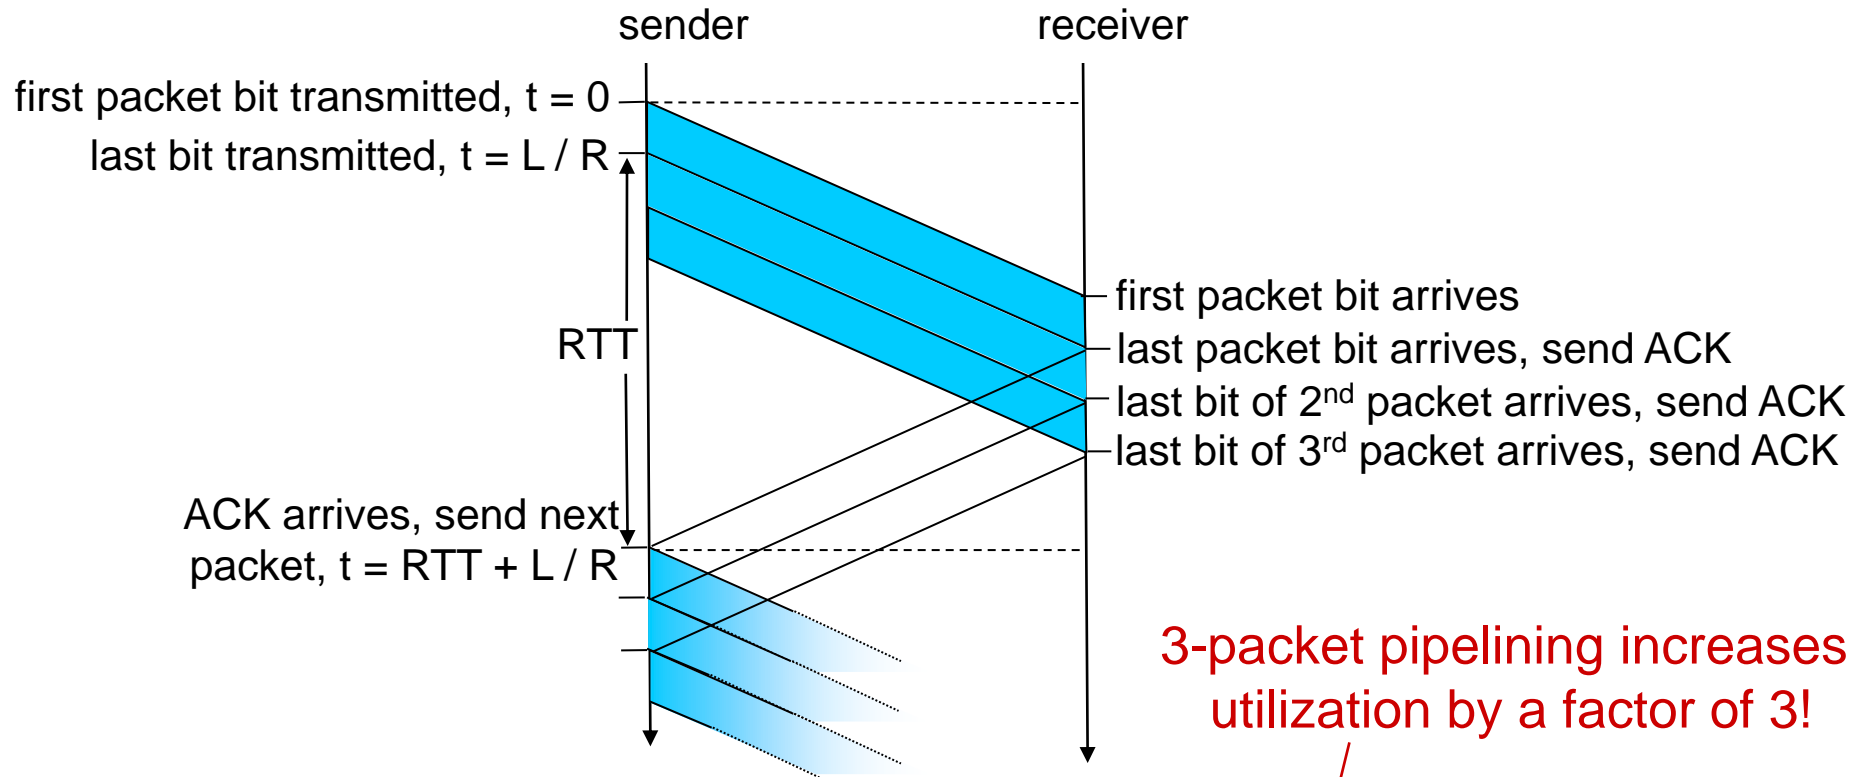 sender
receiver
first packet bit transmitted, t = 0
last bit transmitted, t = L / R
RTT
first packet bit arrives
last packet bit arrives, send ACK
last bit of 2nd packet arrives, send ACK
last bit of 3rd packet arrives, send ACK
ACK arrives, send next
packet, t = RTT + L / R
3-packet pipelining increases
utilization by a factor of 3!